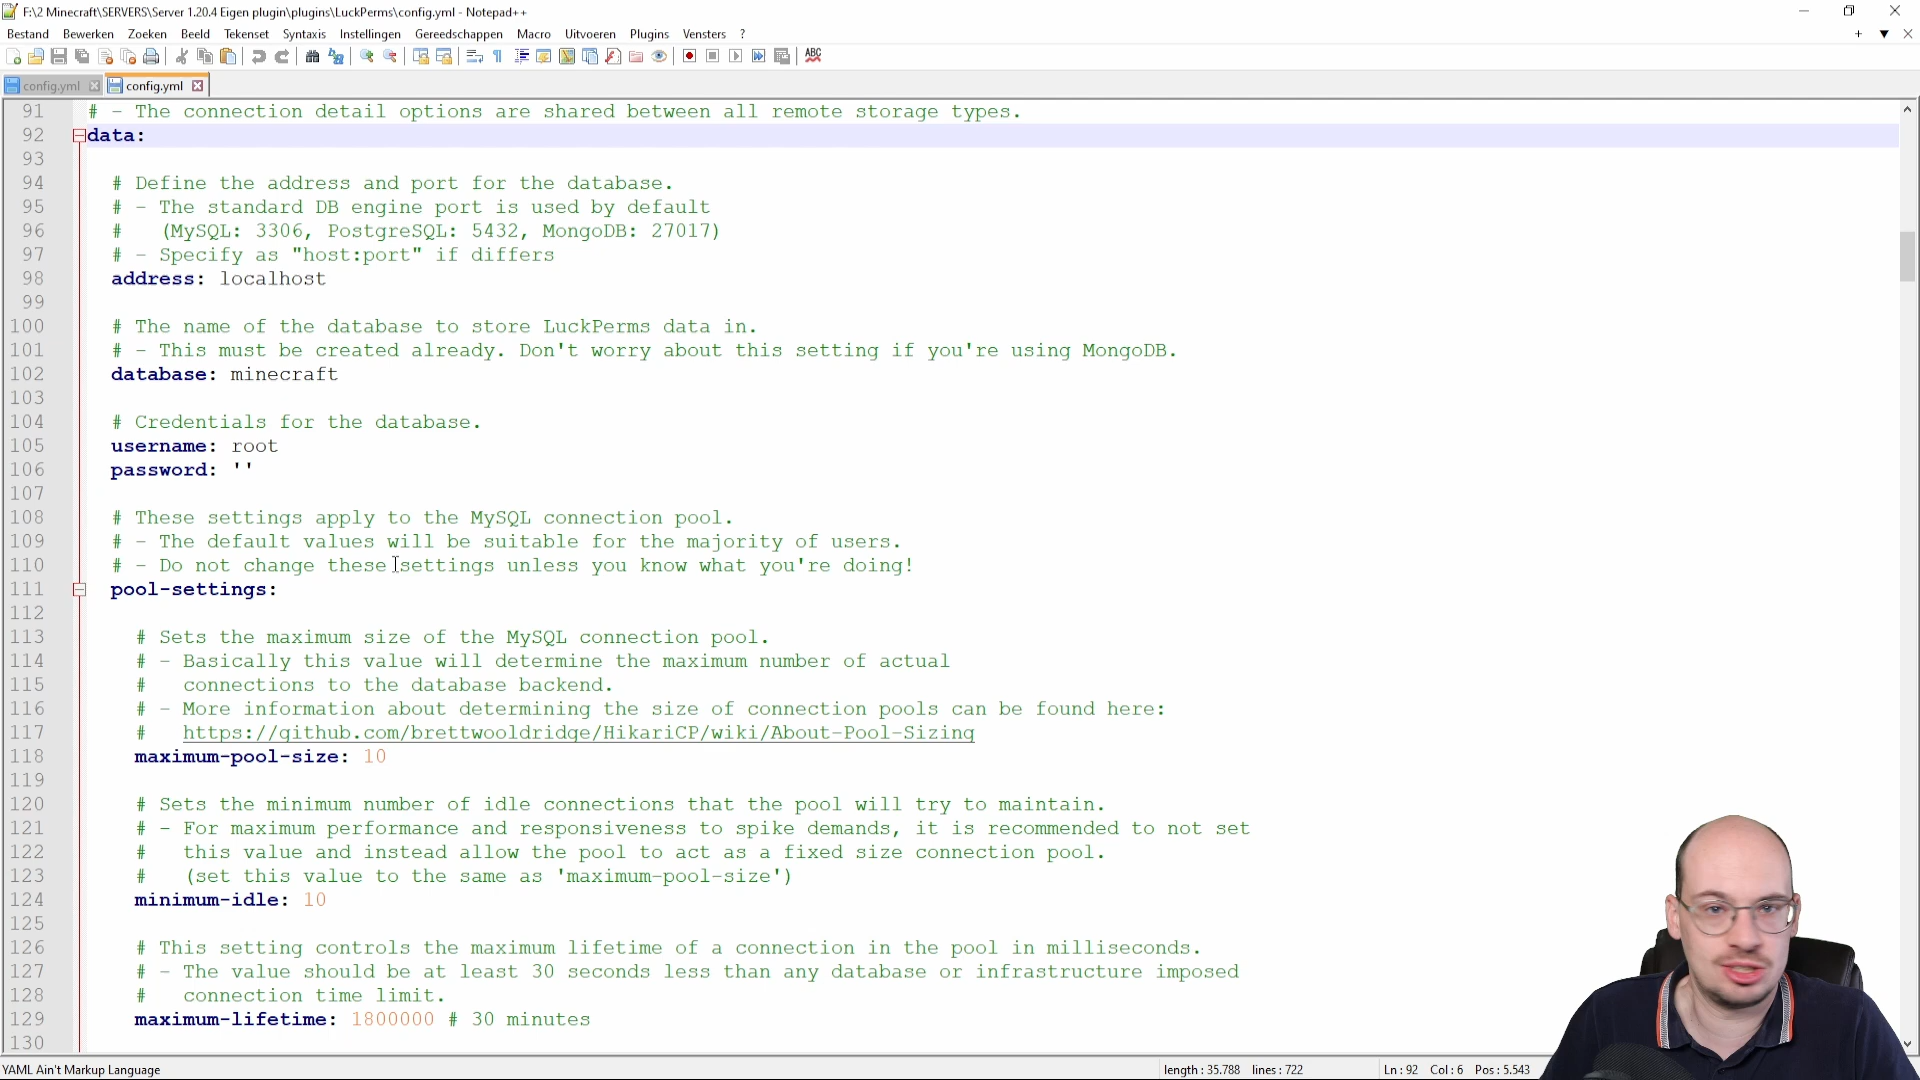 F:\2 Minecraft\SERVERS\Server 1.20.4 Eigen plugin\plugins\LuckPerms\config.yml - Notepad++
Bestand Bewerken Zoeken Beeld Tekenset Syntaxis Instellingen Gereedschappen Macro Uitvoeren Plugins Vensters ?
config.yml config.yml
91 # - The connection detail options are shared between all remote storage types.
92 data:
93
94 # Define the address and port for the database.
95 # - The standard DB engine port is used by default
96 #   (MySQL: 3306, PostgreSQL: 5432, MongoDB: 27017)
97 # - Specify as "host:port" if differs
98 address: localhost
99
100 # The name of the database to store LuckPerms data in.
101 # - This must be created already. Don't worry about this setting if you're using MongoDB.
102 database: minecraft
103
104 # Credentials for the database.
105 username: root
106 password: ''
107
108 # These settings apply to the MySQL connection pool.
109 # - The default values will be suitable for the majority of users.
110 # - Do not change these settings unless you know what you're doing!
111 pool-settings:
112
113 # Sets the maximum size of the MySQL connection pool.
114 # - Basically this value will determine the maximum number of actual
115 #   connections to the database backend.
116 # - More information about determining the size of connection pools can be found here:
117 #   https://github.com/brettwooldridge/HikariCP/wiki/About-Pool-Sizing
118 maximum-pool-size: 10
119
120 # Sets the minimum number of idle connections that the pool will try to maintain.
121 # - For maximum performance and responsiveness to spike demands, it is recommended to not set
122 #   this value and instead allow the pool to act as a fixed size connection pool.
123 #   (set this value to the same as 'maximum-pool-size')
124 minimum-idle: 10
125
126 # This setting controls the maximum lifetime of a connection in the pool in milliseconds.
127 # - The value should be at least 30 seconds less than any database or infrastructure imposed
128 #   connection time limit.
129 maximum-lifetime: 1800000 # 30 minutes
130
YAML Ain't Markup Language length : 35.788 lines : 722 Ln : 92 Col : 6 Pos : 5.543